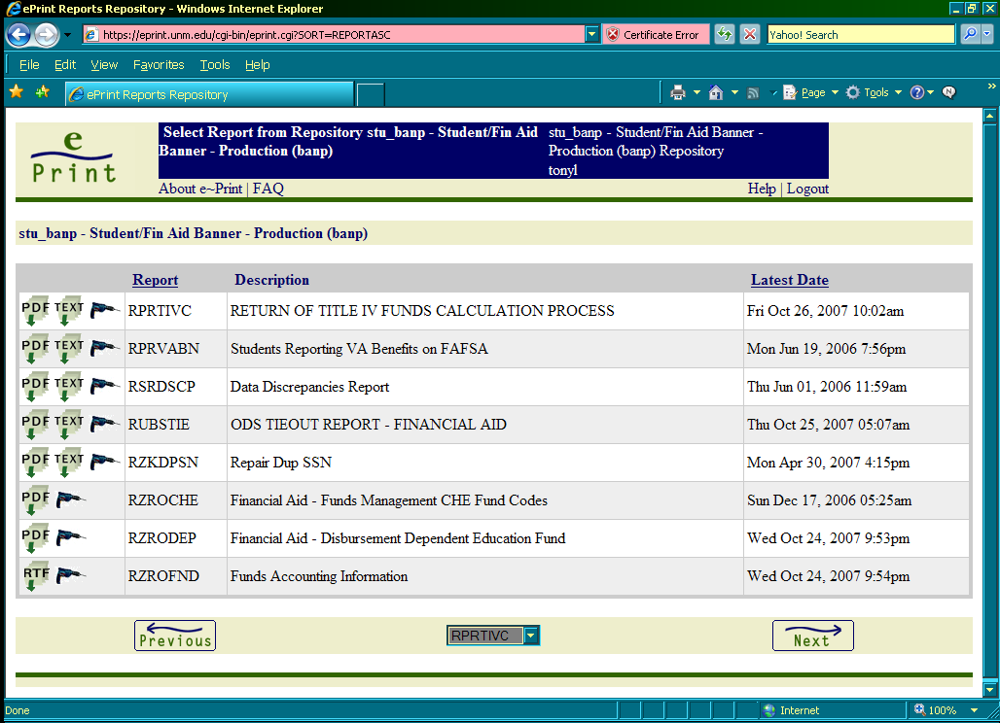 ePrint Reports Repository - Windows Internet Explorer
https://eprint.unm.edu/cgi-bin/eprint.cgi?SORT=REPORTASC
Certificate Error
Yahoo! Search
File Edit View Favorites Tools Help
ePrint Reports Repository
Page Tools
e Print
Select Report from Repository stu_banp - Student/Fin Aid
Banner - Production (banp)
stu_banp - Student/Fin Aid Banner -
Production (banp) Repository
tonyl
About e~Print | FAQ
Help | Logout
stu_banp - Student/Fin Aid Banner - Production (banp)
Report Description Latest Date
PDF TEXT RPRTIVC RETURN OF TITLE IV FUNDS CALCULATION PROCESS Fri Oct 26, 2007 10:02am
PDF TEXT RPRVABN Students Reporting VA Benefits on FAFSA Mon Jun 19, 2006 7:56pm
PDF TEXT RSRDSCP Data Discrepancies Report Thu Jun 01, 2006 11:59am
PDF TEXT RUBSTIE ODS TIEOUT REPORT - FINANCIAL AID Thu Oct 25, 2007 05:07am
PDF TEXT RZKDPSN Repair Dup SSN Mon Apr 30, 2007 4:15pm
PDF RZROCHE Financial Aid - Funds Management CHE Fund Codes Sun Dec 17, 2006 05:25am
PDF RZRODEP Financial Aid - Disbursement Dependent Education Fund Wed Oct 24, 2007 9:53pm
RTF RZROFND Funds Accounting Information Wed Oct 24, 2007 9:54pm
Previous RPRTIVC Next
Done Internet 100%